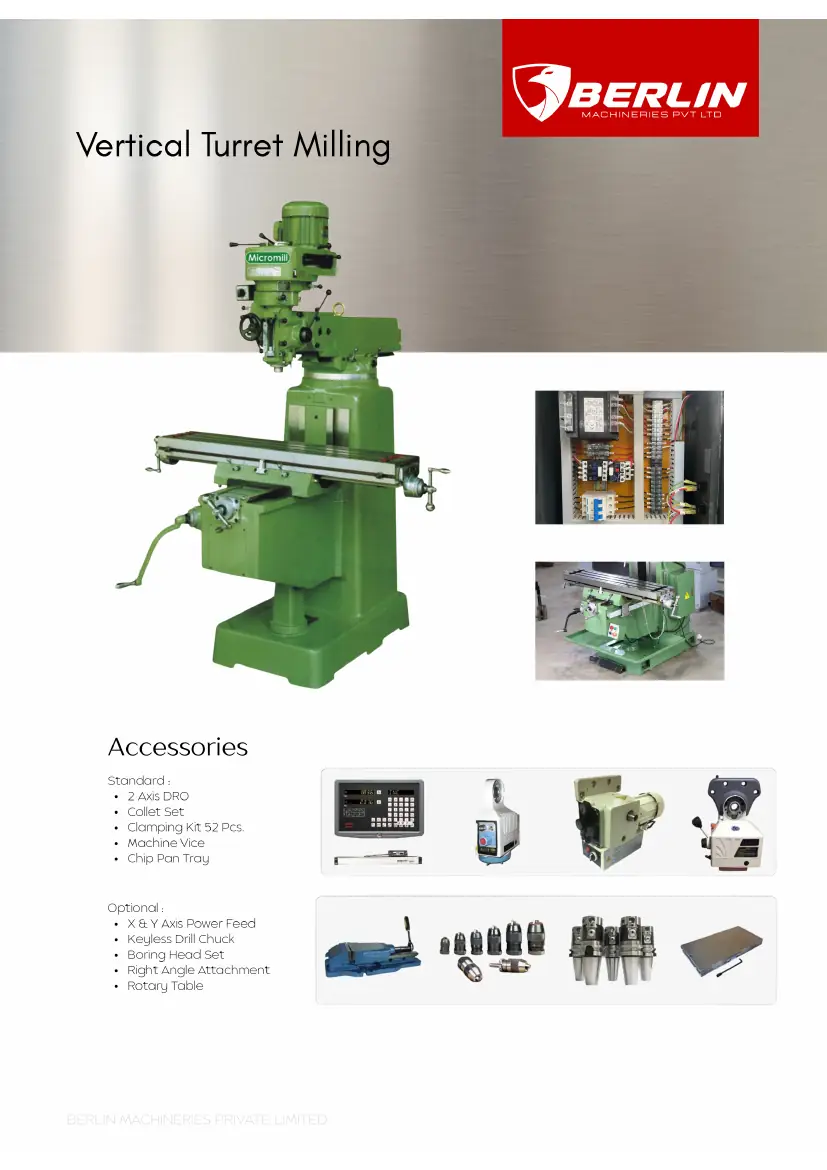 BERLIN
MACHINERIES PVT LTD
Vertical Turret Milling
Micromill
Accessories
Standard :
• 2 Axis DRO
• Collet Set
• Clamping Kit 52 Pcs.
• Machine Vice
• Chip Pan Tray
Optional :
• X & Y Axis Power Feed
• Keyless Drill Chuck
• Boring Head Set
• Right Angle Attachment
• Rotary Table
BERLIN MACHINERIES PRIVATE LIMITED